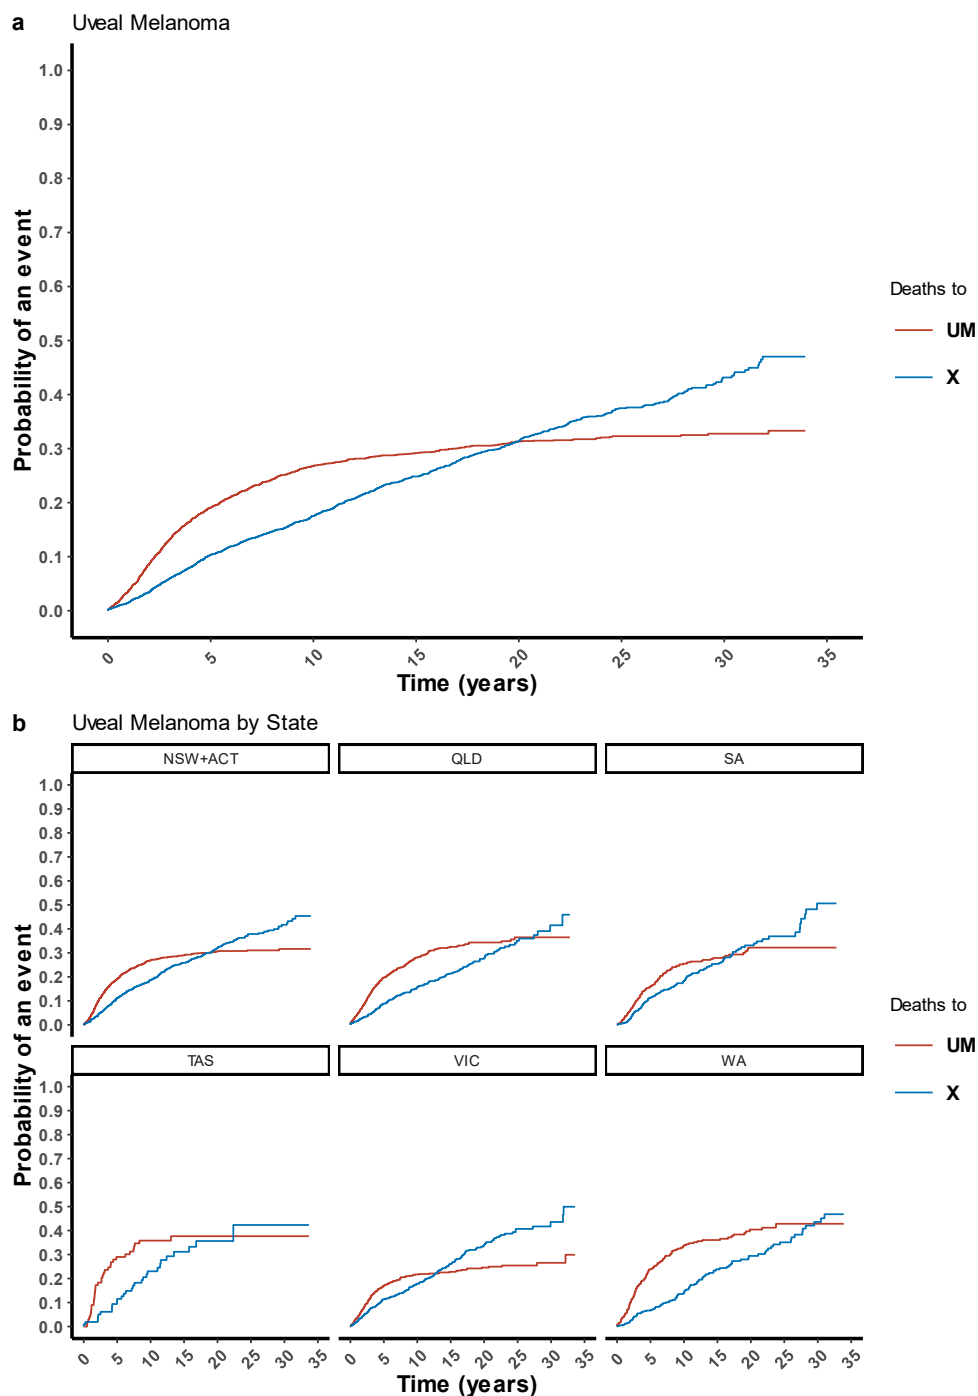 a Uveal Melanoma
1.0
0.9
0.8
0.7
0.6
0.5
0.4
0.3
0.2
0.1
0.0
Probability of an event
0 5 10 15 20 25 30 35
Time (years)
Deaths to
UM
X
b Uveal Melanoma by State
NSW+ACT QLD SA
1.0
0.9
0.8
0.7
0.6
0.5
0.4
0.3
0.2
0.1
0.0
TAS VIC WA
1.0
0.9
0.8
0.7
0.6
0.5
0.4
0.3
0.2
0.1
0.0
Probability of an event
0 5 10 15 20 25 30 35 0 5 10 15 20 25 30 35 0 5 10 15 20 25 30 35
Time (years)
Deaths to
UM
X